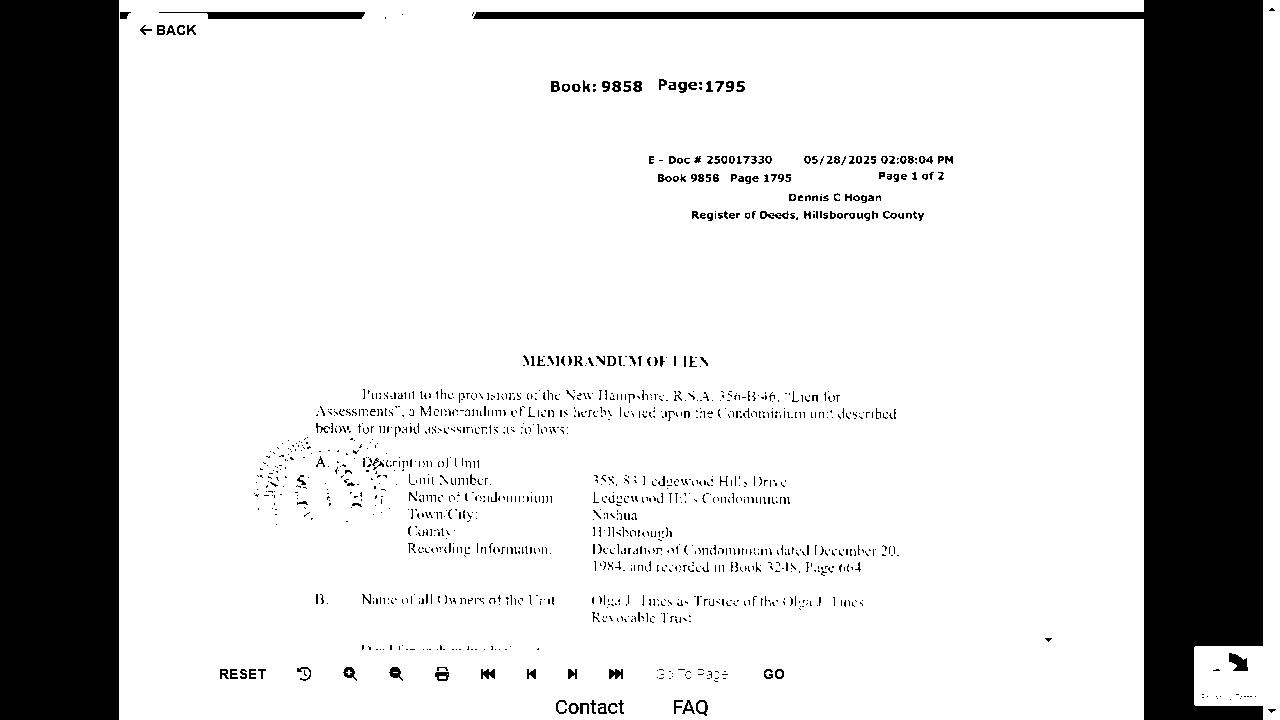 BACK
Book: 9858 Page:1795
E - Doc # 250017330 05/28/2025 02:08:04 PM
Book 9858 Page 1795 Page 1 of 2
Dennis C Hogan
Register of Deeds, Hillsborough County
MEMORANDUM OF LIEN
Pursuant to the provisions of the New Hampshire, R.S.A. 356-B:46, "Lien for
Assessments", a Memorandum of Lien is hereby levied upon the Condominium unit described
below for unpaid assessments as follows:
A. Description of Unit
Unit Number: 358, 83 Ledgewood Hills Drive
Name of Condominium Ledgewood Hills Condominium
Town/City: Nashua
County Hillsborough
Recording Information: Declaration of Condominium dated December 20,
1984, and recorded in Book 3248, Page 664
B. Name of all Owners of the Unit Olga J. as Trustee of the Olga J.
Revocable Trust
RESET Go To Page GO
Contact FAQ